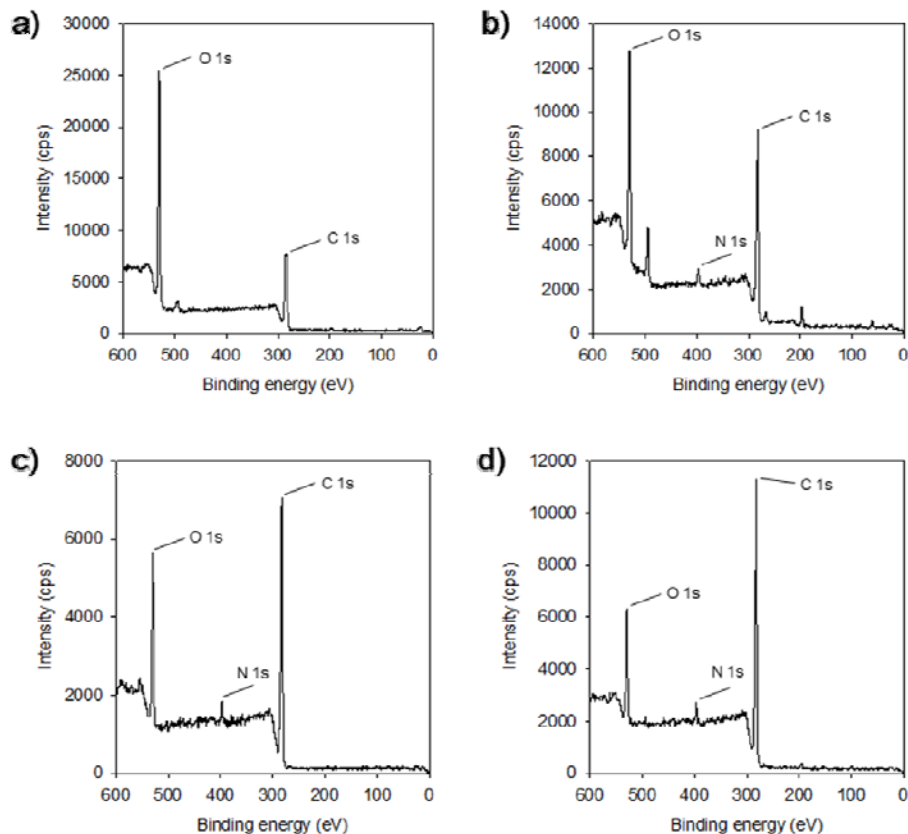 a)
30000
25000
20000
15000
10000
5000
0
Intensity (cps)
O 1s
C 1s
600 500 400 300 200 100 0
Binding energy (eV)
b)
14000
12000
10000
8000
6000
4000
2000
0
Intensity (cps)
O 1s
C 1s
N 1s
600 500 400 300 200 100 0
Binding energy (eV)
c)
8000
6000
4000
2000
0
Intensity (cps)
C 1s
O 1s
N 1s
600 500 400 300 200 100 0
Binding energy (eV)
d)
12000
10000
8000
6000
4000
2000
0
Intensity (cps)
C 1s
O 1s
N 1s
600 500 400 300 200 100 0
Binding energy (eV)